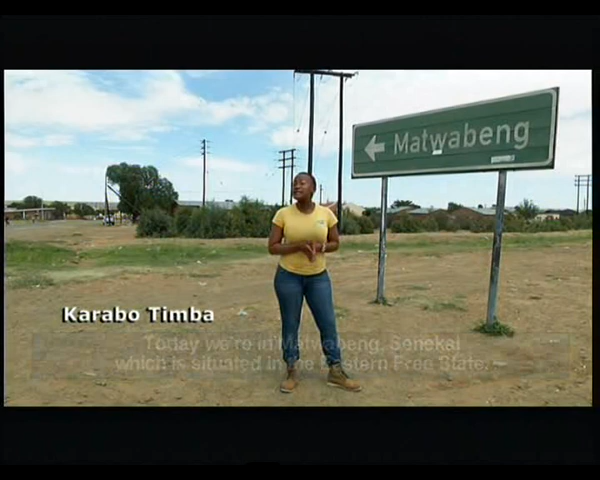 Matwabeng
Karabo Timba
Today we're in Matwabeng, Senekal
which is situated in the Eastern Free State.